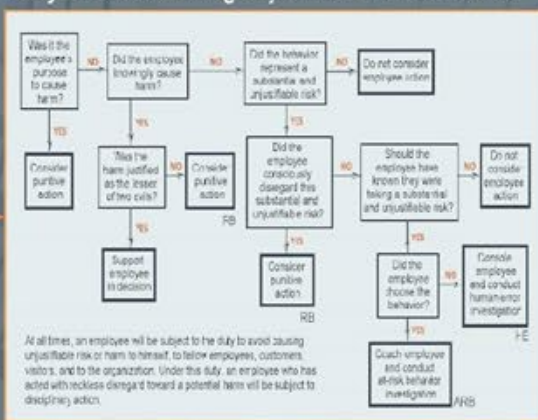 Was it the
employee's
purpose
to cause
harm?
NO
Did the employee
knowingly cause
harm?
NO
Did the behavior
represent a
substantial and
unjustifiable risk?
NO
Do not consider
employee action
YES
YES
YES
Consider
punitive
action
Was the
harm justified
as the lesser
of two evils?
NO
Consider
punitive
action
RB
Did the
employee
consciously
disregard this
substantial and
unjustifiable risk?
NO
Should the
employee have
known they were
taking a substantial
and unjustifiable risk?
NO
Do not
consider
employee
action
YES
YES
YES
Support
employee
in decision
Consider
punitive
action
RB
Did the
employee
choose the
behavior?
NO
Console
employee
and conduct
human-error
investigation
HE
YES
Coach employee
and conduct
at-risk behavior
investigation
ARB
At all times, an employee will be subject to the duty to avoid causing
unjustifiable risk or harm to himself, to fellow employees, customers,
visitors, and to the organization. Under this duty, an employee who has
acted with reckless disregard toward a potential harm will be subject to
disciplinary action.